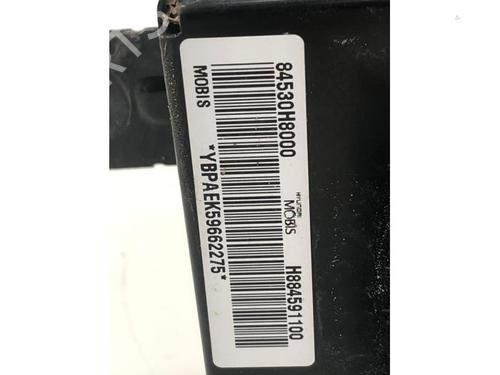 84530H8000
MOBIS
HYUNDAI
MOBIS
*YBPAEK59662275*
H884591100